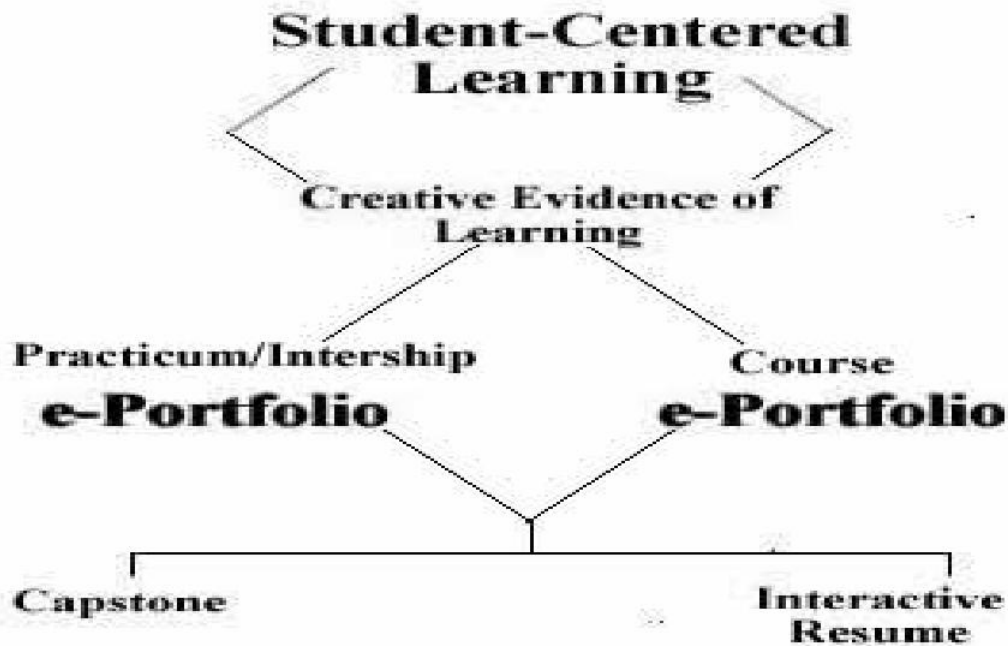 Student-Centered
Learning
Creative Evidence of
Learning
Practicum/Intership
Course
e-Portfolio
e-Portfolio
Capstone
Interactive
Resume